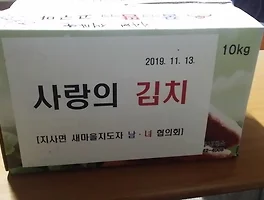 2019. 11. 13.
10kg
사랑의 김치
[지사면 새마을지도자 남·녀 협의회]